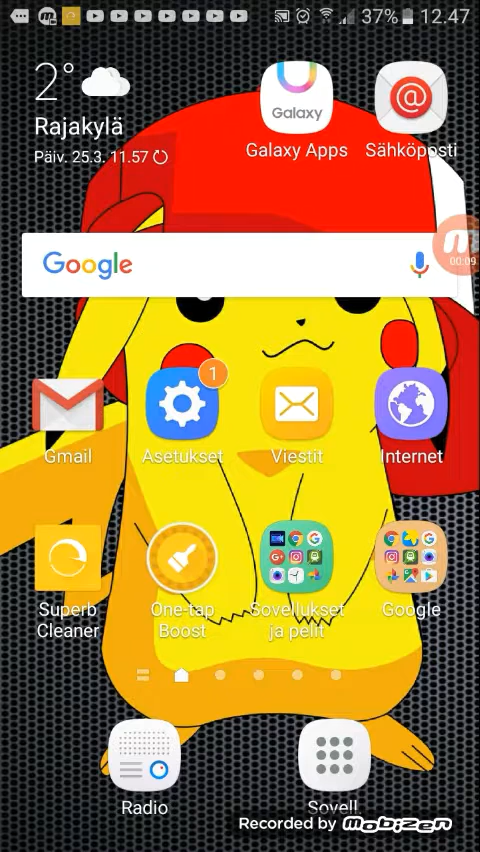 37% 12.47
2°
Rajakylä
Päiv. 25.3. 11.57
Galaxy
Galaxy Apps
Sähköposti
Google
00:09
1
Gmail
Asetukset
Viestit
Internet
Superb
Cleaner
One-tap
Boost
Sovellukset
ja pelit
Google
Radio
Sovell.
Recorded by Mobizen